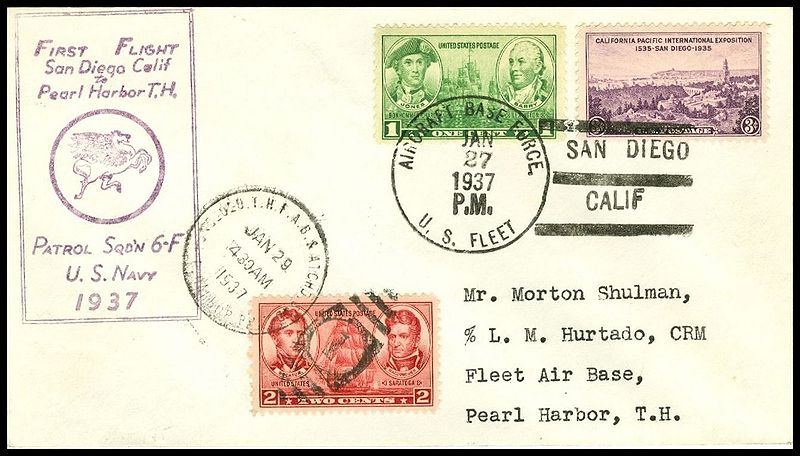 First Flight
San Diego Calif
To
Pearl Harbor T.H.
Patrol Sqd'n 6-F
U.S. Navy
1937
UNITED STATES POSTAGE
JONES
BARRY
1 ONE CENT 1
CALIFORNIA PACIFIC INTERNATIONAL EXPOSITION
1535-SAN DIEGO-1935
3¢
AIRCRAFT BASE FORCE,
JAN
27
1937
P.M.
U. S. FLEET
SAN DIEGO
CALIF
JAN 29
430AM
1937
UNITED STATES POSTAGE
UNITED STATES
SARATOGA
2 TWO CENTS 2
Mr. Morton Shulman,
% L. M. Hurtado, CRM
Fleet Air Base,
Pearl Harbor, T.H.